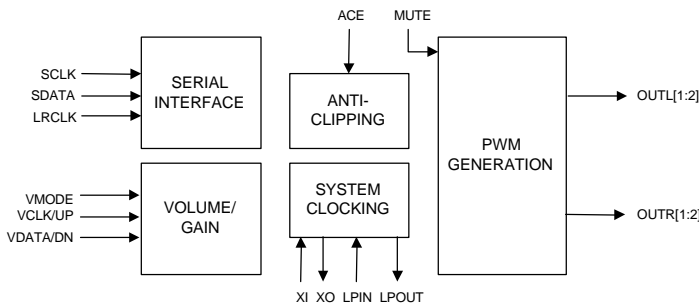 ACE
MUTE
SCLK
SDATA
LRCLK
SERIAL
INTERFACE
ANTI-
CLIPPING
PWM
GENERATION
OUTL[1:2]
OUTR[1:2]
VMODE
VCLK/UP
VDATA/DN
VOLUME/
GAIN
SYSTEM
CLOCKING
XI XO LPIN LPOUT